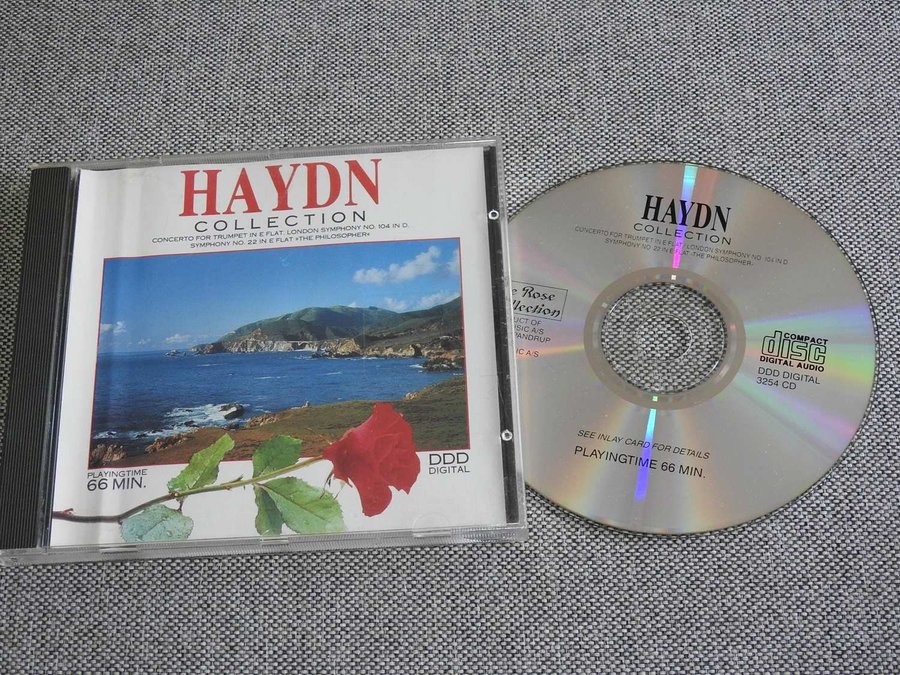 HAYDN
COLLECTION
CONCERTO FOR TRUMPET IN E FLAT, LONDON SYMPHONY NO. 104 IN D.
SYMPHONY NO. 22 IN E FLAT »THE PHILOSOPHER«
PLAYINGTIME
66 MIN.
DDD
DIGITAL
HAYDN
COLLECTION
CONCERTO FOR TRUMPET IN E FLAT / LONDON SYMPHONY NO. 104 IN D
SYMPHONY NO. 22 IN E FLAT »THE PHILOSOPHER«
Rose
COMPACT
disc
DIGITAL AUDIO
DDD DIGITAL
3254 CD
SEE INLAY CARD FOR DETAILS
PLAYINGTIME 66 MIN.